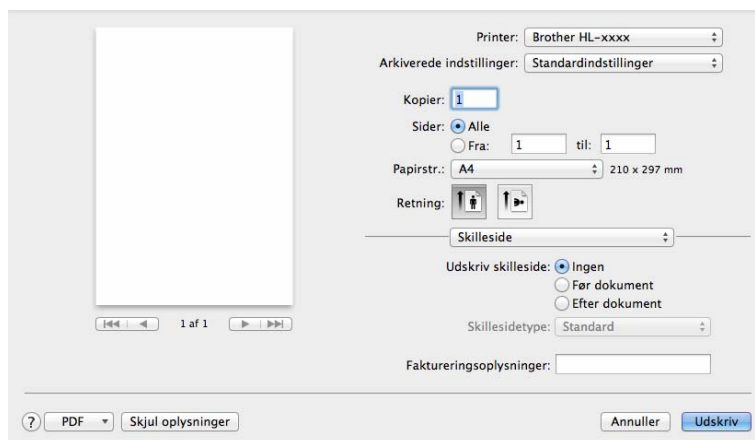 Printer: Brother HL-xxxx
Arkiverede indstillinger: Standardindstillinger
Kopier: 1
Sider: Alle
Fra: 1 til: 1
Papirstr.: A4 210 x 297 mm
Retning:
Skilleside
Udskriv skilleside: Ingen
Før dokument
Efter dokument
Skillesidetype: Standard
Faktureringsoplysninger:
1 af 1
? PDF Skjul oplysninger Annuller Udskriv